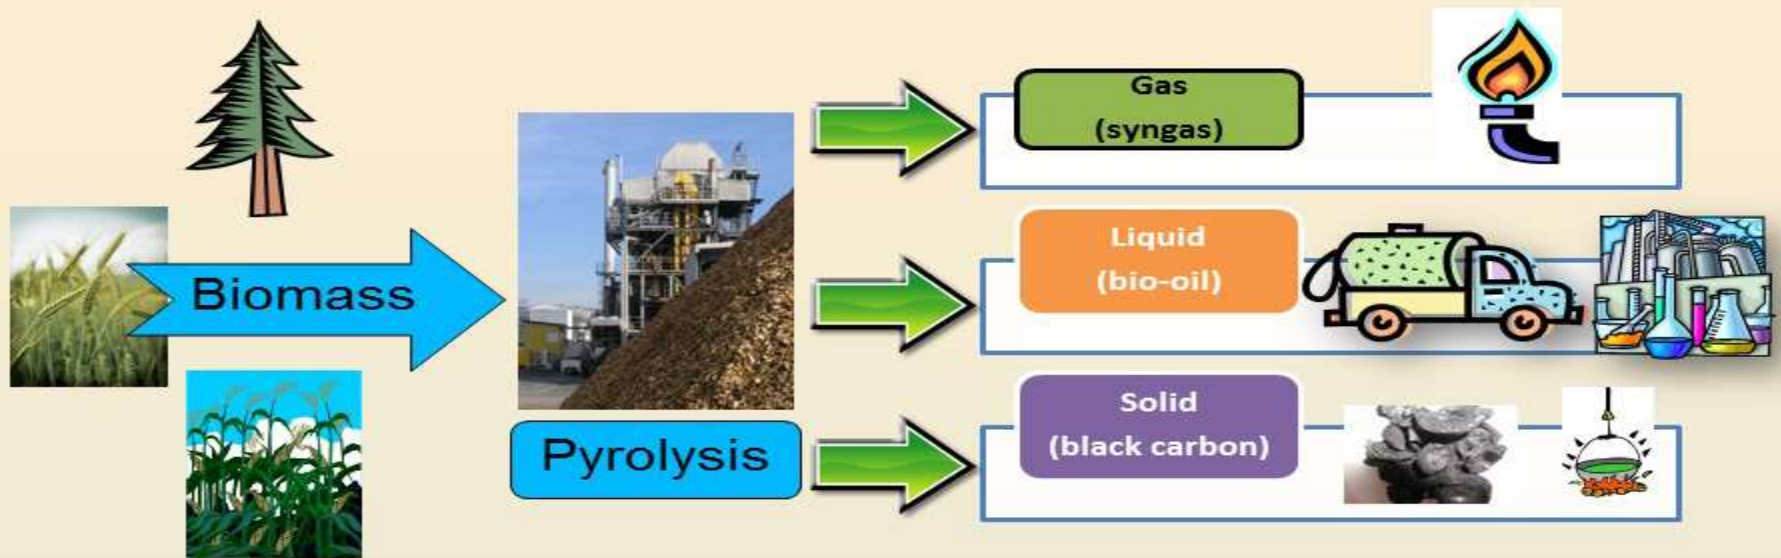 Biomass
Pyrolysis
Gas
(syngas)
Liquid
(bio-oil)
Solid
(black carbon)